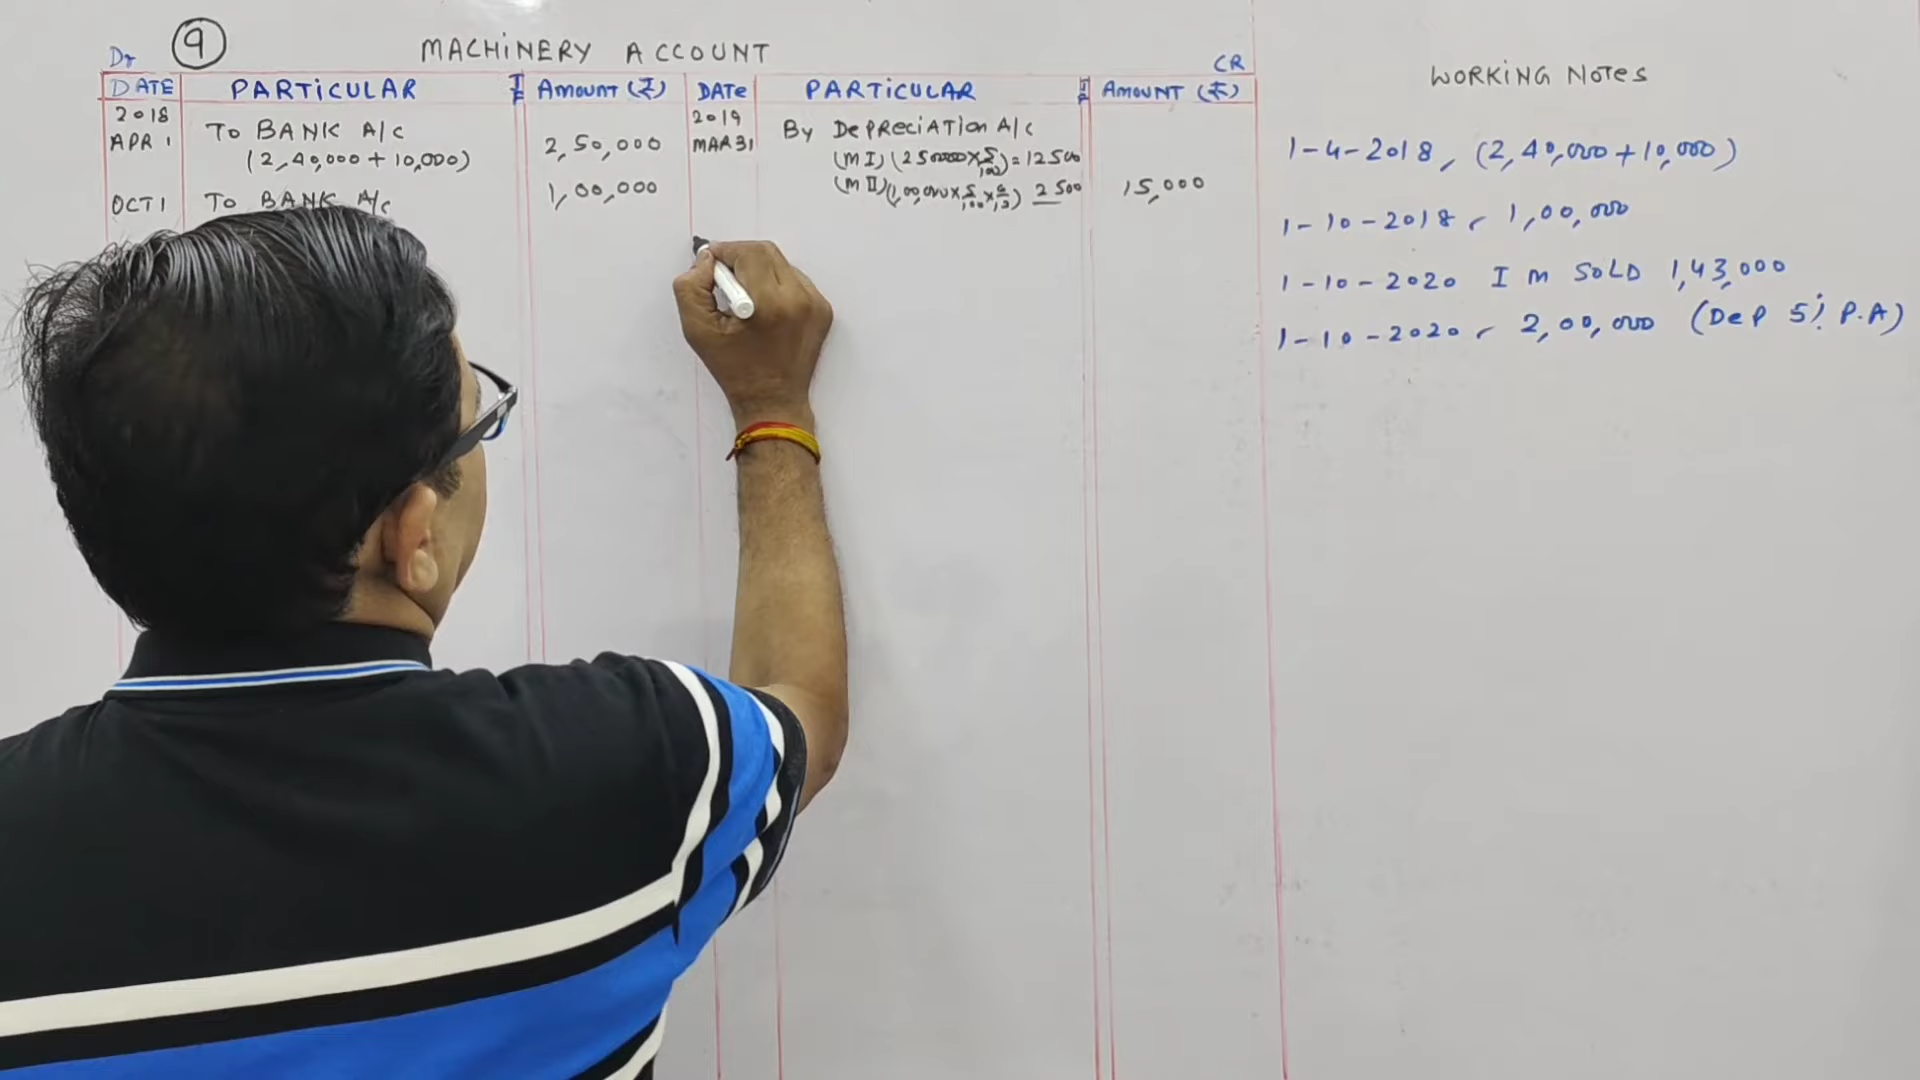 9
MACHINERY ACCOUNT
Dr
CR
DATE PARTICULAR Amount (₹) DATE PARTICULAR AMOUNT (₹)
2018
APR 1 TO BANK A/C 2,50,000
(2,40,000 + 10,000)
OCT 1 TO BANK A/C 1,00,000
2019
MAR 31 By DEPRECIATION A/C
(M I) (250000 × 5/100) = 12500
(M II) (1,00,000 × 5/100 × 6/12) 2500 15,000
WORKING NOTES
1-4-2018, (2,40,000 + 10,000)
1-10-2018, 1,00,000
1-10-2020 I M SOLD 1,43,000
1-10-2020, 2,00,000 (DEP 5% P.A)